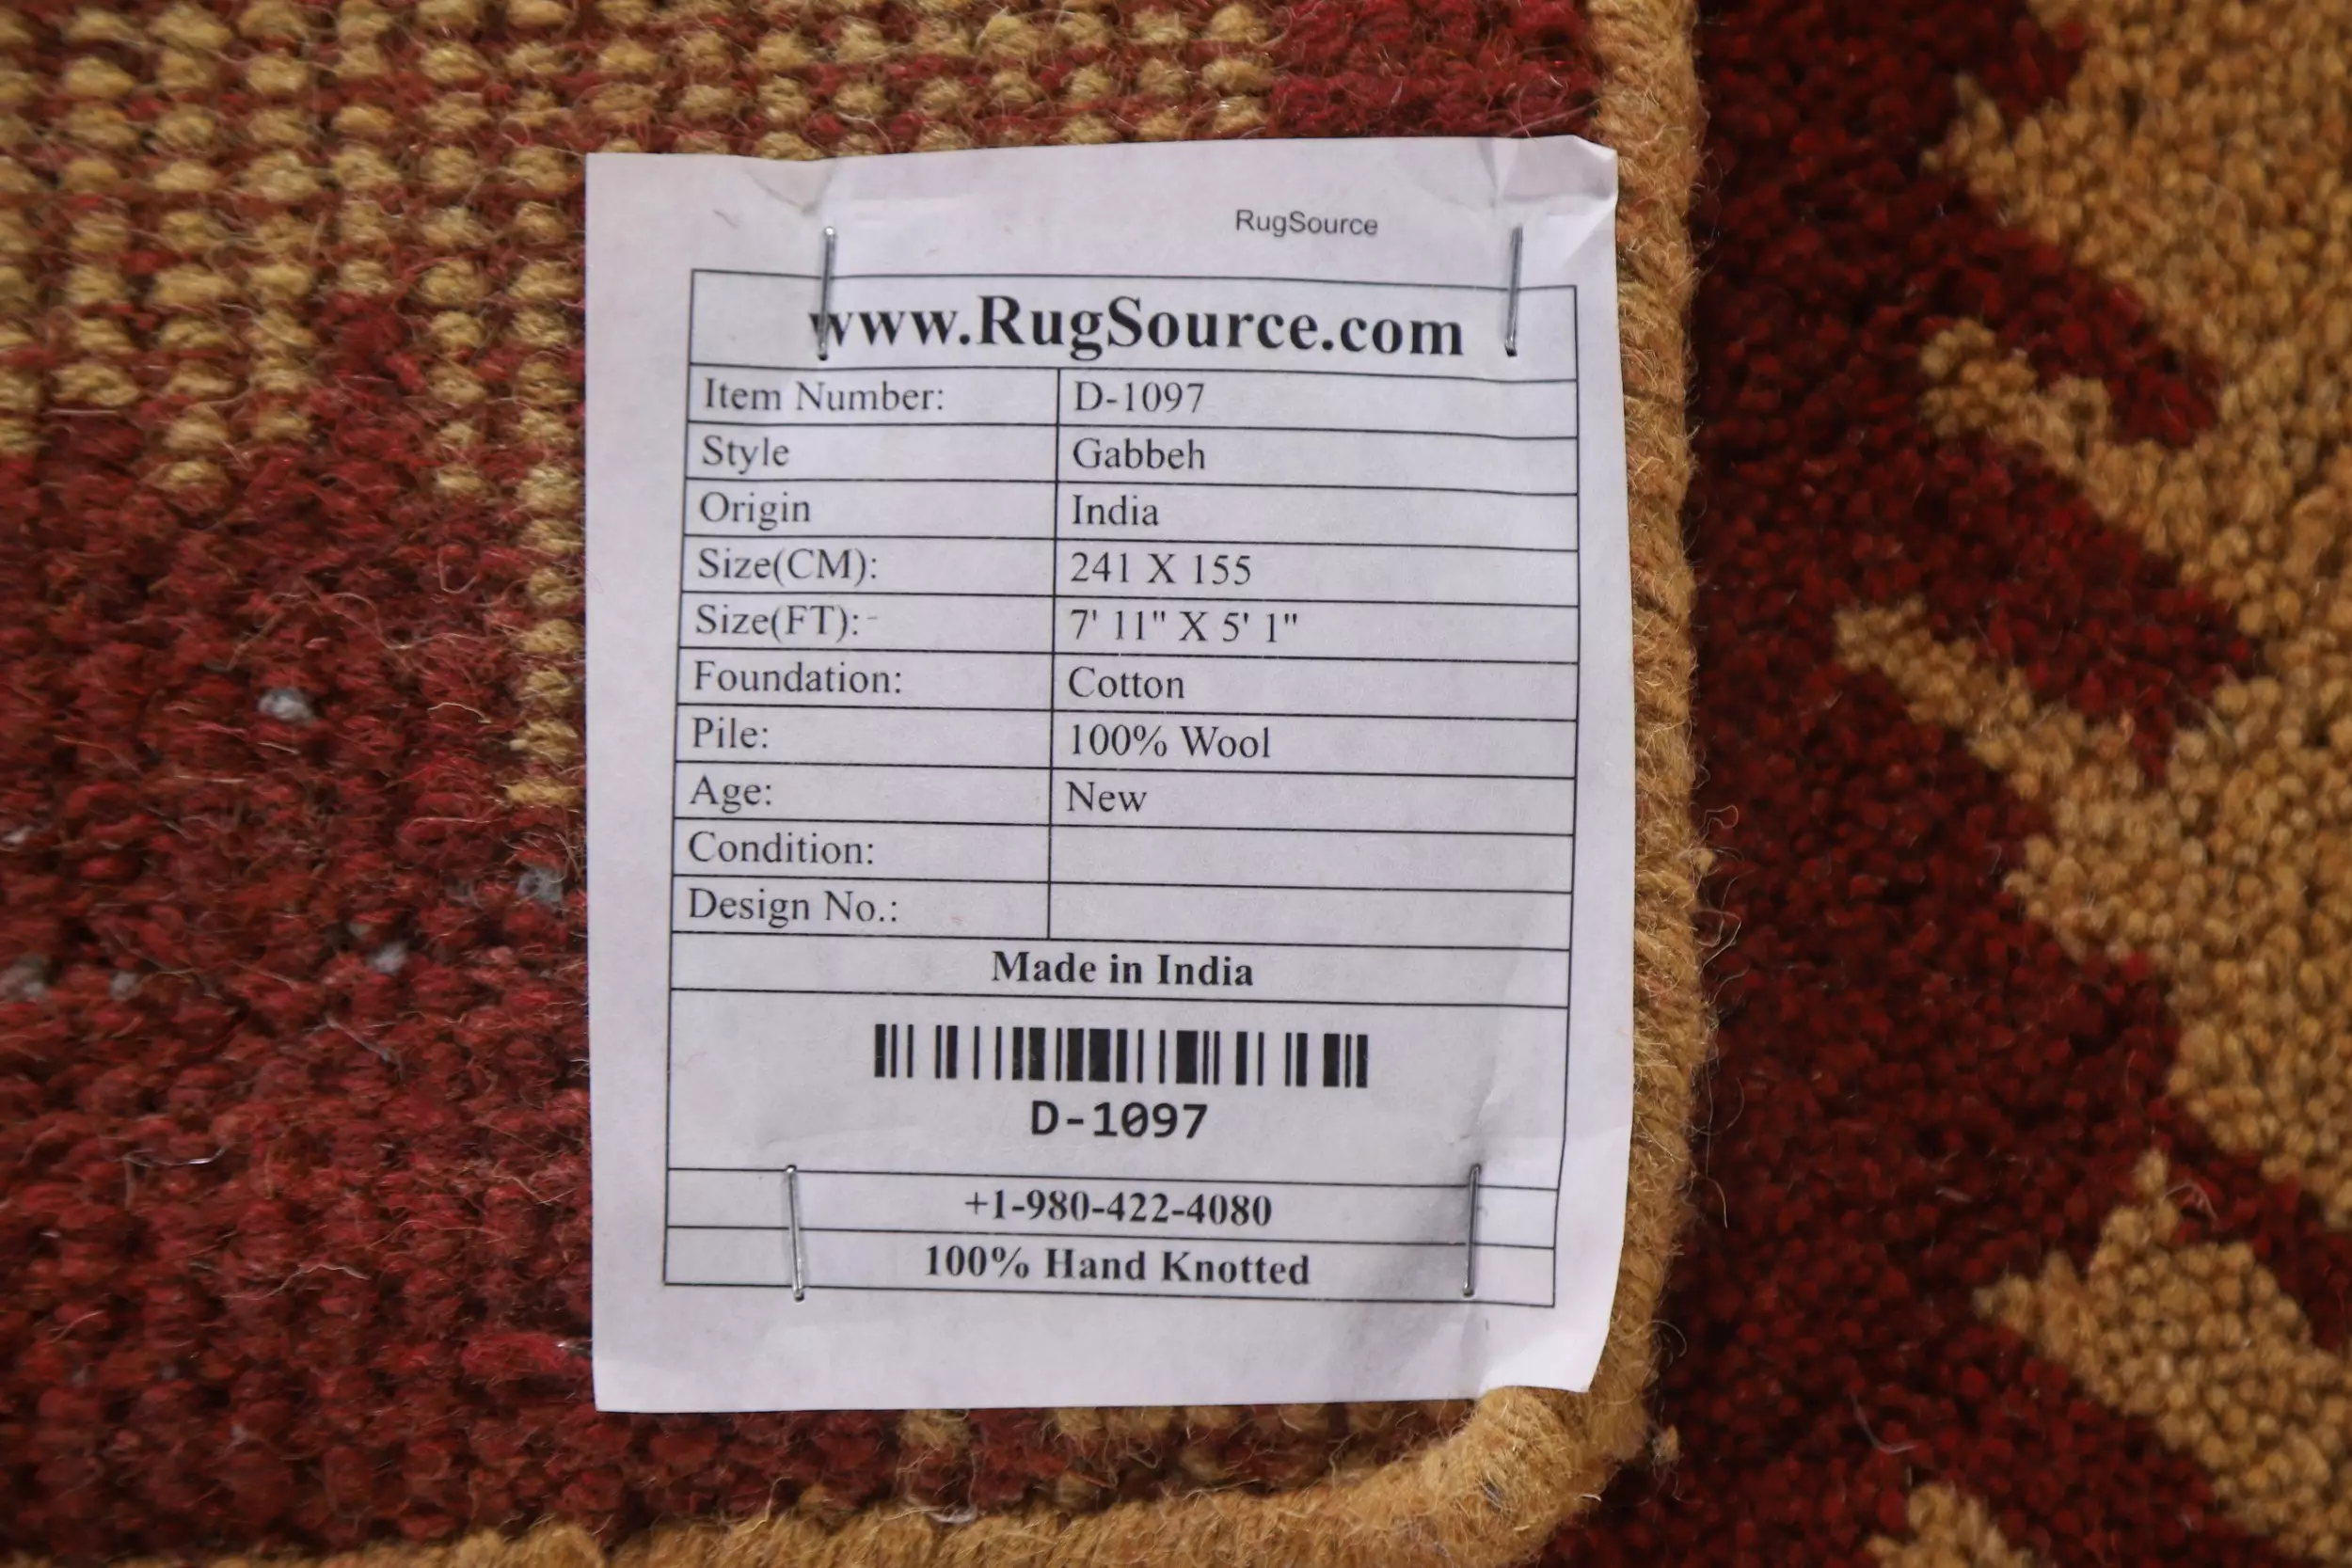 RugSource
www.RugSource.com
Item Number: D-1097
Style Gabbeh
Origin India
Size(CM): 241 X 155
Size(FT): 7' 11" X 5' 1"
Foundation: Cotton
Pile: 100% Wool
Age: New
Condition:
Design No.:
Made in India
D-1097
+1-980-422-4080
100% Hand Knotted